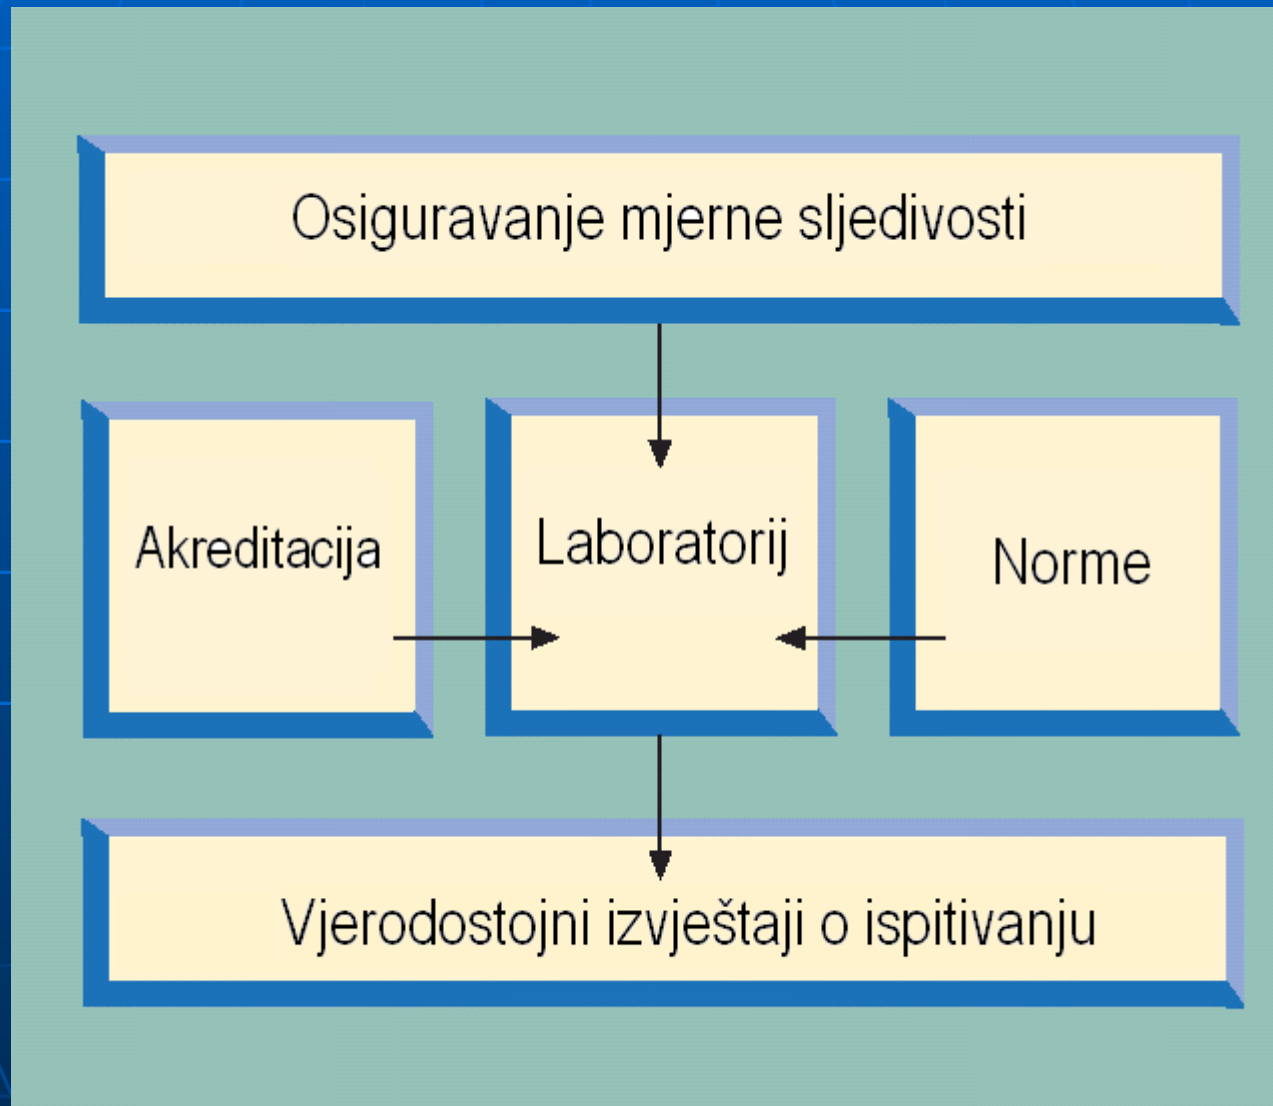 Osiguravanje mjerne sljedivosti
Akreditacija
Laboratorij
Norme
Vjerodostojni izvještaji o ispitivanju